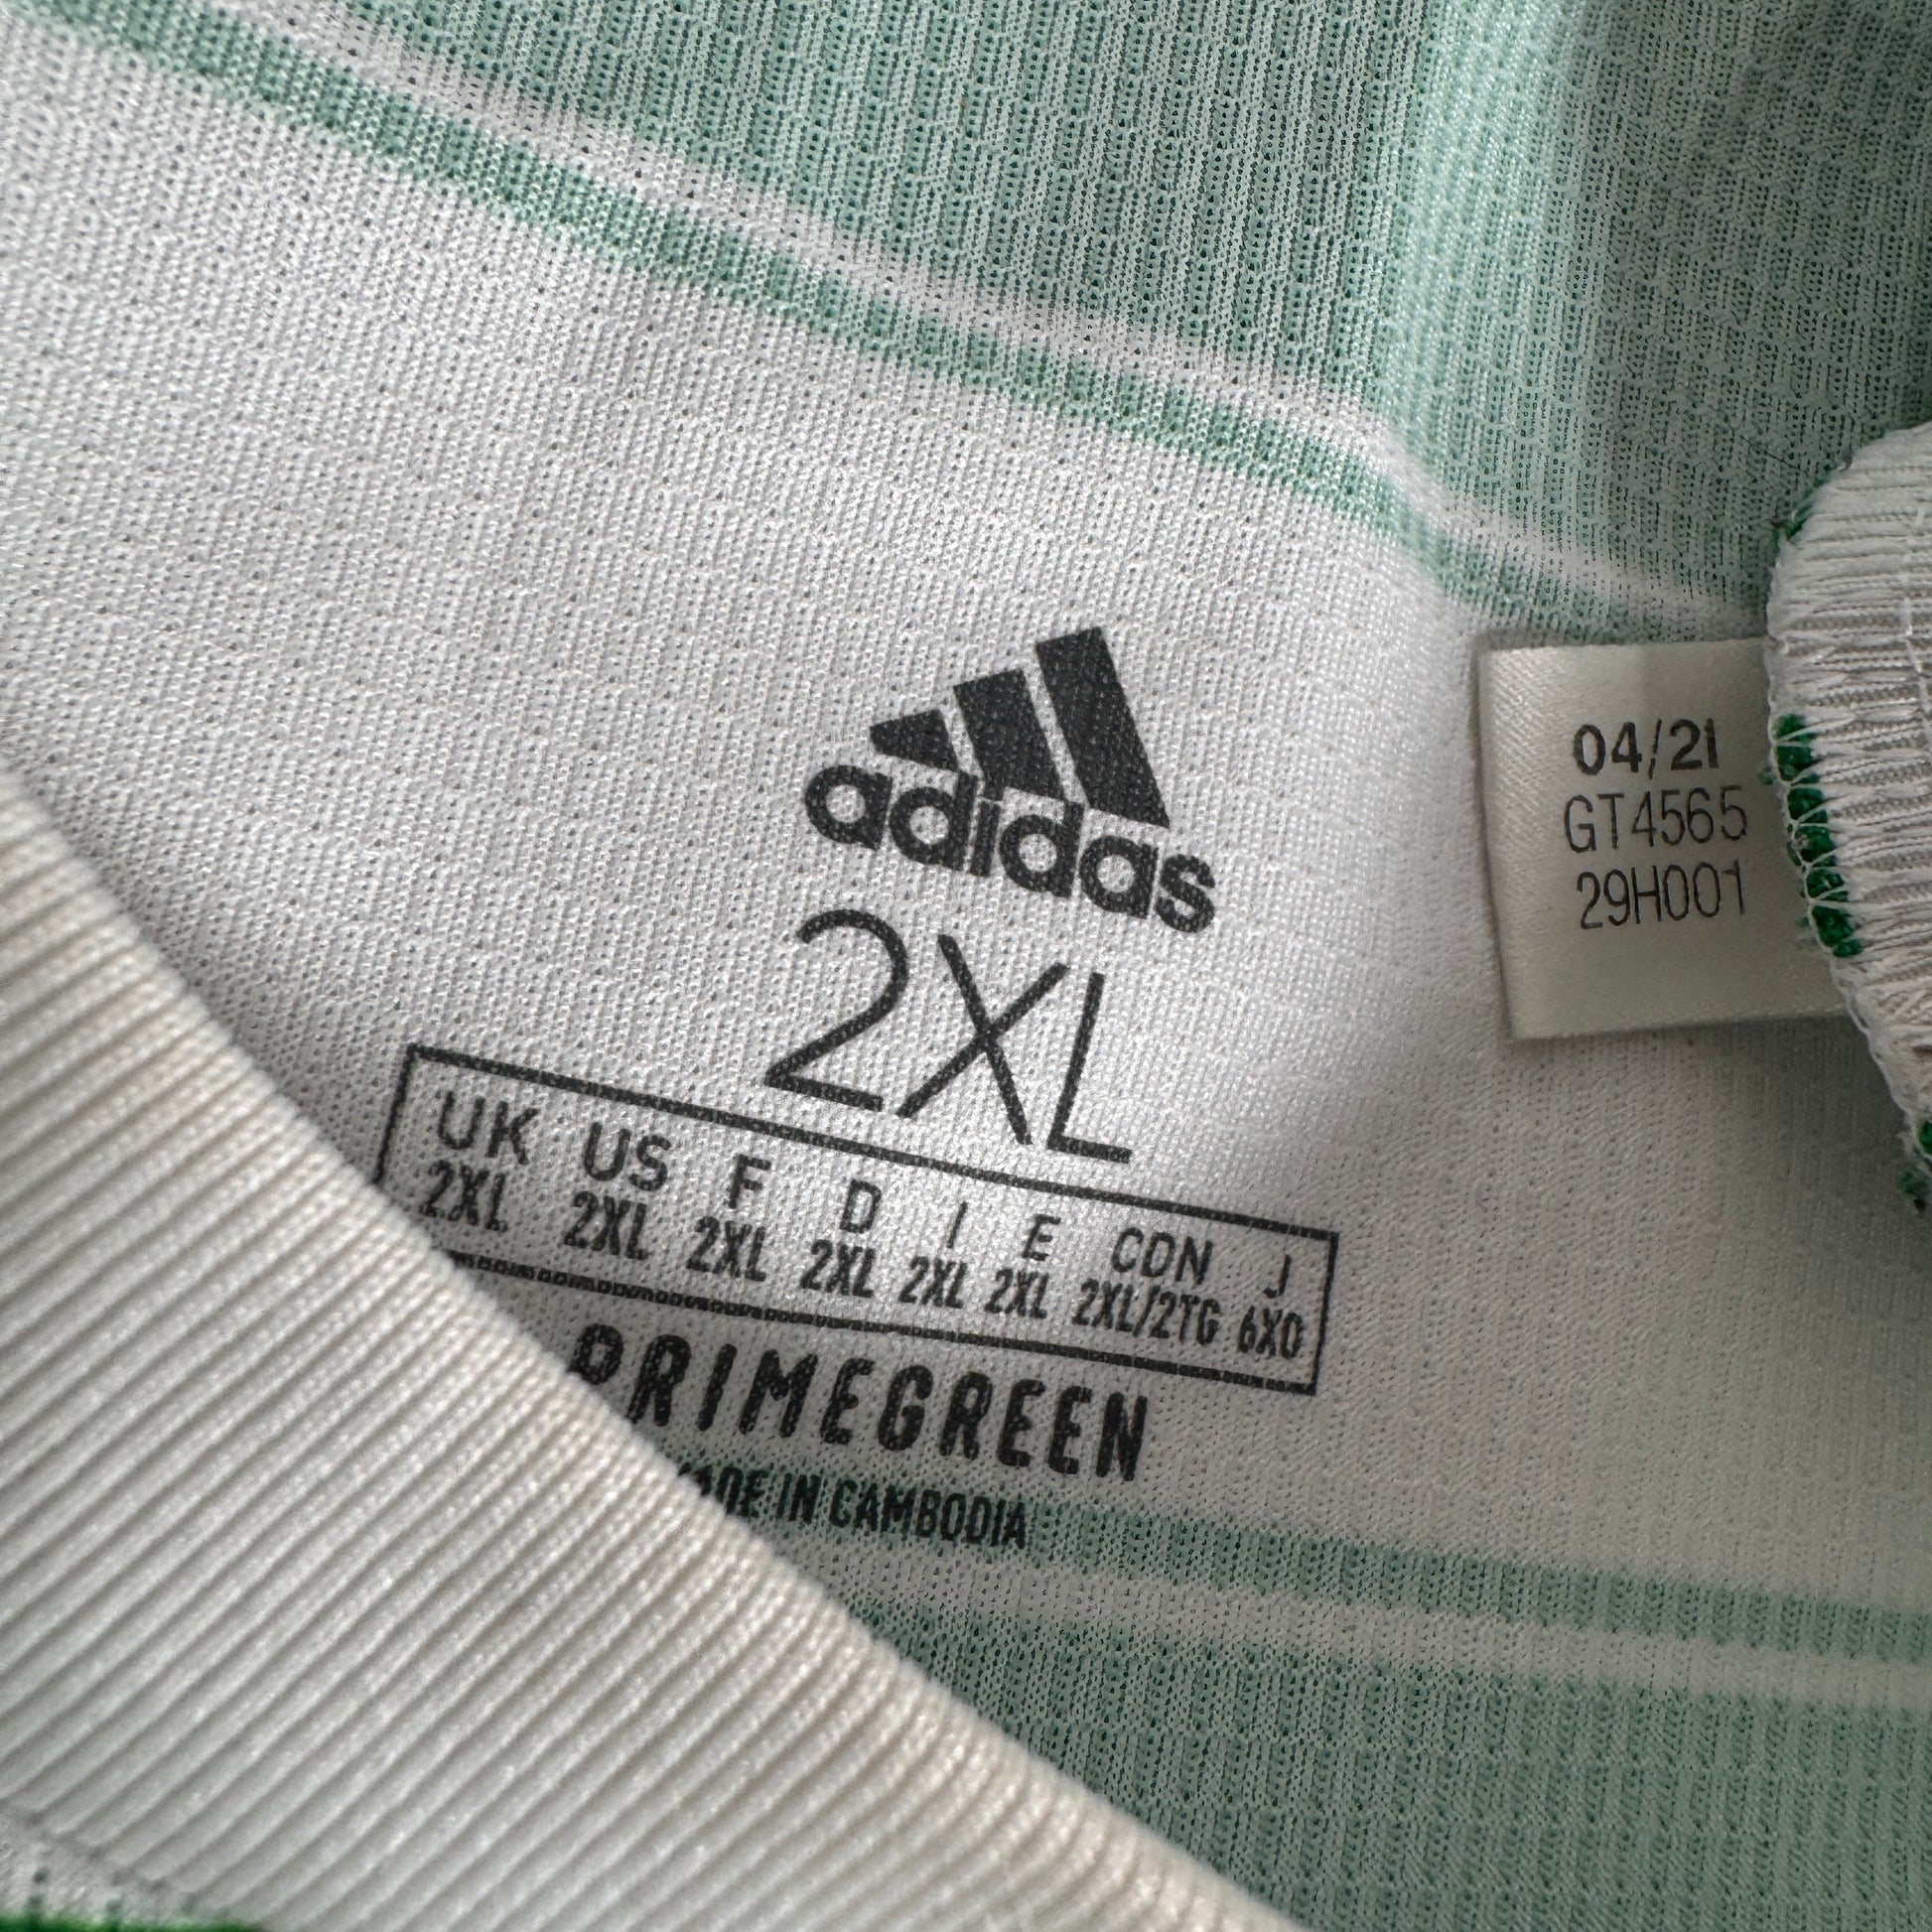 adidas
2XL
UK US F D I E CDN J
2XL 2XL 2XL 2XL 2XL 2XL 2XL/2TG 6XO
PRIMEGREEN
MADE IN CAMBODIA
04/21
GT4565
29H001